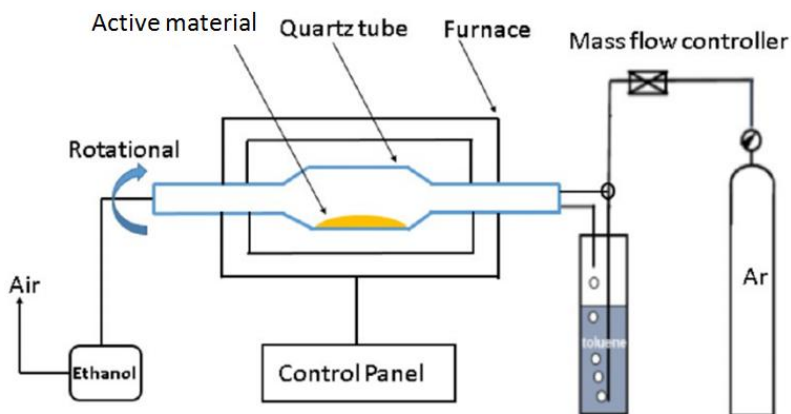 Active material
Quartz tube
Furnace
Mass flow controller
Rotational
Air
Ethanol
Control Panel
toluene
Ar